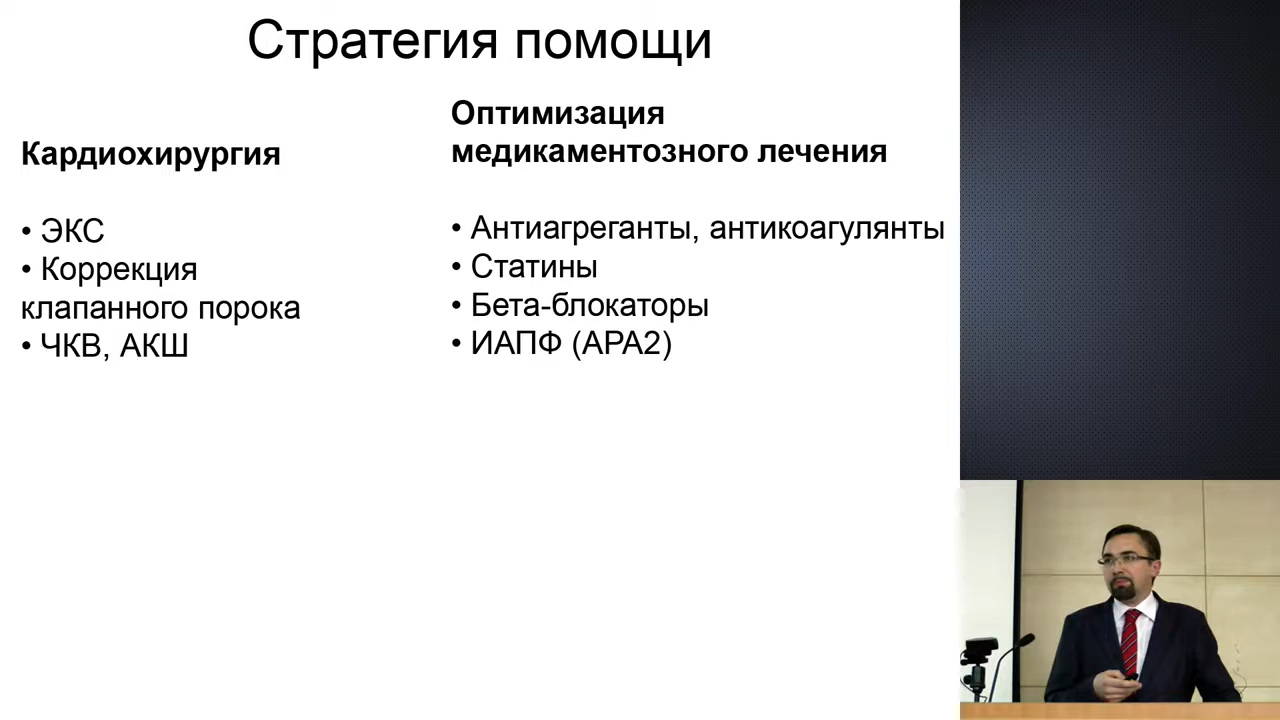 Стратегия помощи
Кардиохирургия
• ЭКС
• Коррекция
клапанного порока
• ЧКВ, АКШ
Оптимизация
медикаментозного лечения
• Антиагреганты, антикоагулянты
• Статины
• Бета-блокаторы
• ИАПФ (АРА2)